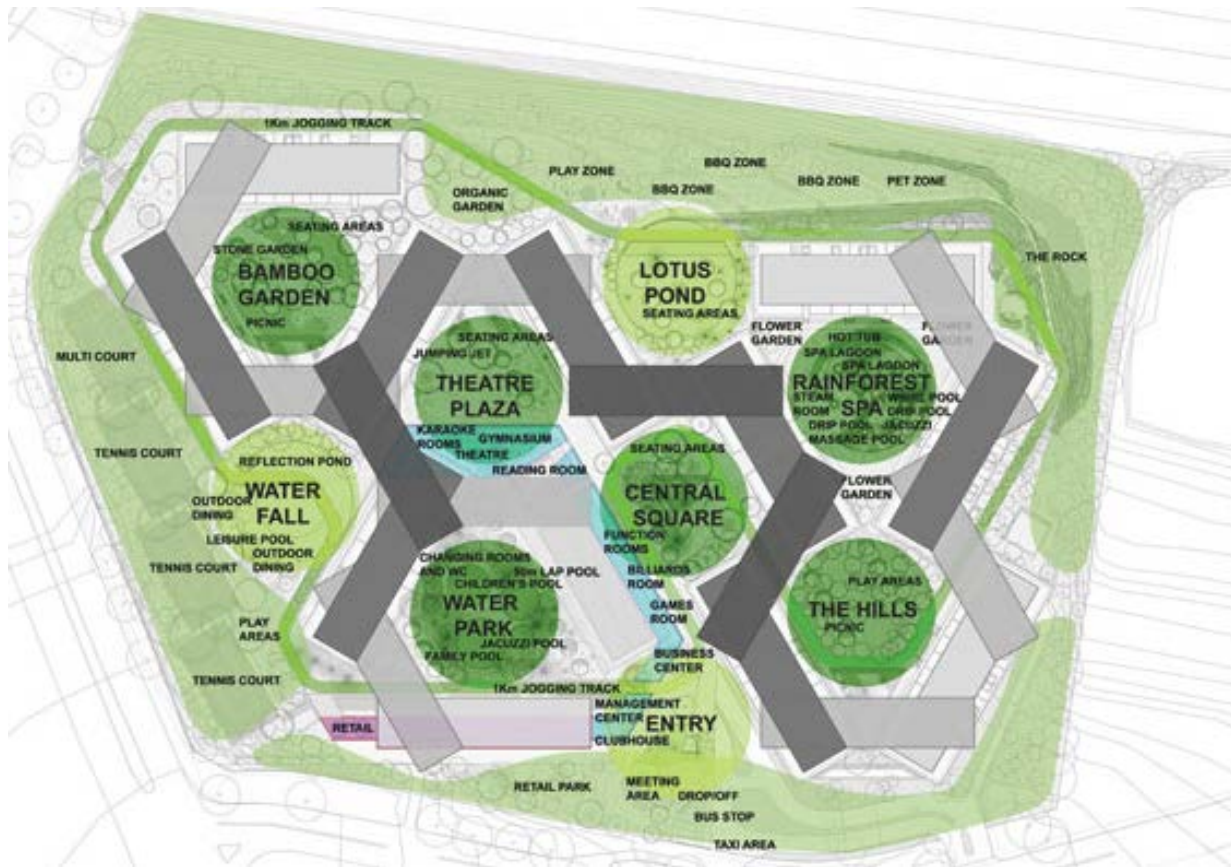 1Km JOGGING TRACK
BBQ ZONE
PLAY ZONE
BBQ ZONE
BBQ ZONE
PET ZONE
ORGANIC
GARDEN
SEATING AREAS
STONE GARDEN
BAMBOO
GARDEN
PICNIC
LOTUS
POND
SEATING AREAS
THE ROCK
MULTI COURT
SEATING AREAS
JUMPING JET
THEATRE
PLAZA
KARAOKE
ROOMS
GYMNASIUM
THEATRE
READING ROOM
FLOWER
GARDEN
FLOWER
GARDEN
HOT TUB
SPA LAGOON
SPA LAGOON
RAINFOREST
SPA
STEAM
ROOM
WHIRL POOL
DRIP POOL
DRIP POOL
JACUZZI
MASSAGE POOL
TENNIS COURT
REFLECTION POND
WATER
FALL
OUTDOOR
DINING
LEISURE POOL
OUTDOOR
DINING
TENNIS COURT
SEATING AREAS
CENTRAL
SQUARE
FLOWER
GARDEN
FUNCTION
ROOMS
BILLIARDS
ROOM
GAMES
ROOM
BUSINESS
CENTER
CHANGING ROOMS
AND WC
50m LAP POOL
CHILDREN'S POOL
WATER
PARK
JACUZZI POOL
FAMILY POOL
PLAY AREAS
THE HILLS
PICNIC
PLAY
AREAS
TENNIS COURT
1Km JOGGING TRACK
MANAGEMENT
CENTER
ENTRY
CLUBHOUSE
RETAIL
RETAIL PARK
MEETING
AREA
DROP/OFF
BUS STOP
TAXI AREA